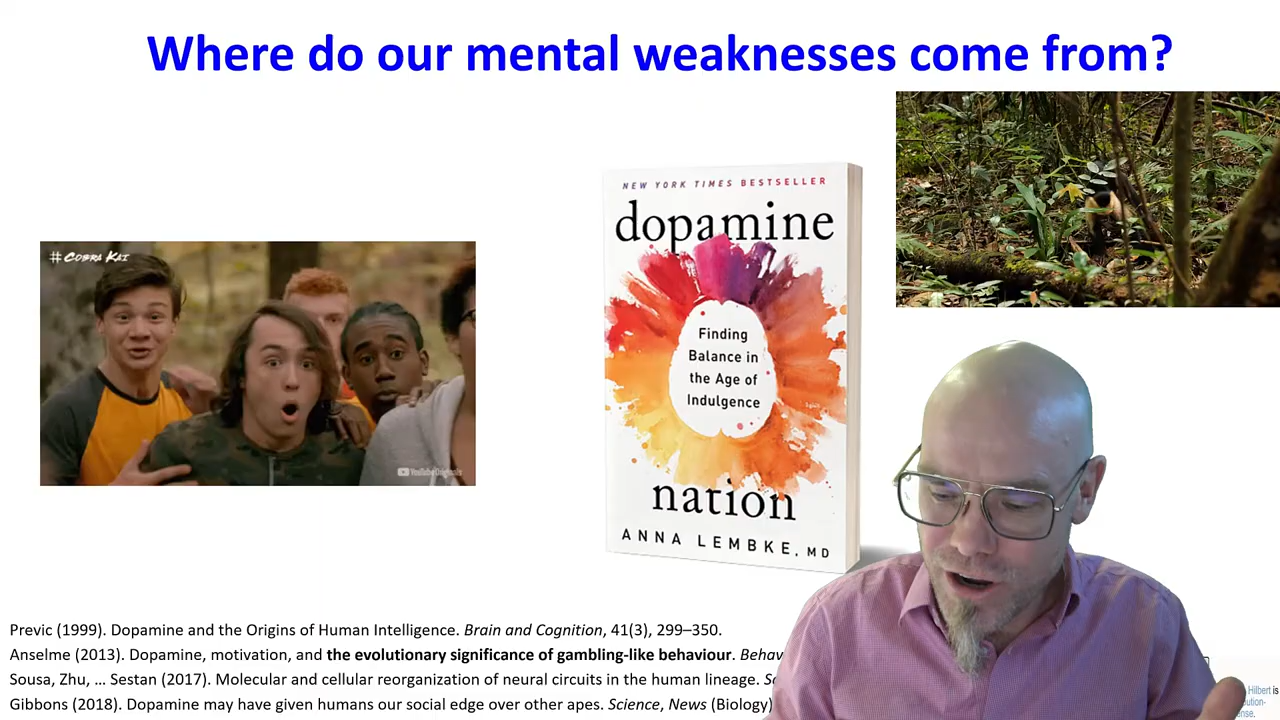 Where do our mental weaknesses come from?
# COBRA KAI
YouTube Originals
NEW YORK TIMES BESTSELLER
dopamine
Finding
Balance in
the Age of
Indulgence
nation
ANNA LEMBKE, MD
Previc (1999). Dopamine and the Origins of Human Intelligence. Brain and Cognition, 41(3), 299–350.
Anselme (2013). Dopamine, motivation, and the evolutionary significance of gambling-like behaviour. Behav
Sousa, Zhu, … Sestan (2017). Molecular and cellular reorganization of neural circuits in the human lineage.
Gibbons (2018). Dopamine may have given humans our social edge over other apes. Science, News (Biology)
Hilbert is